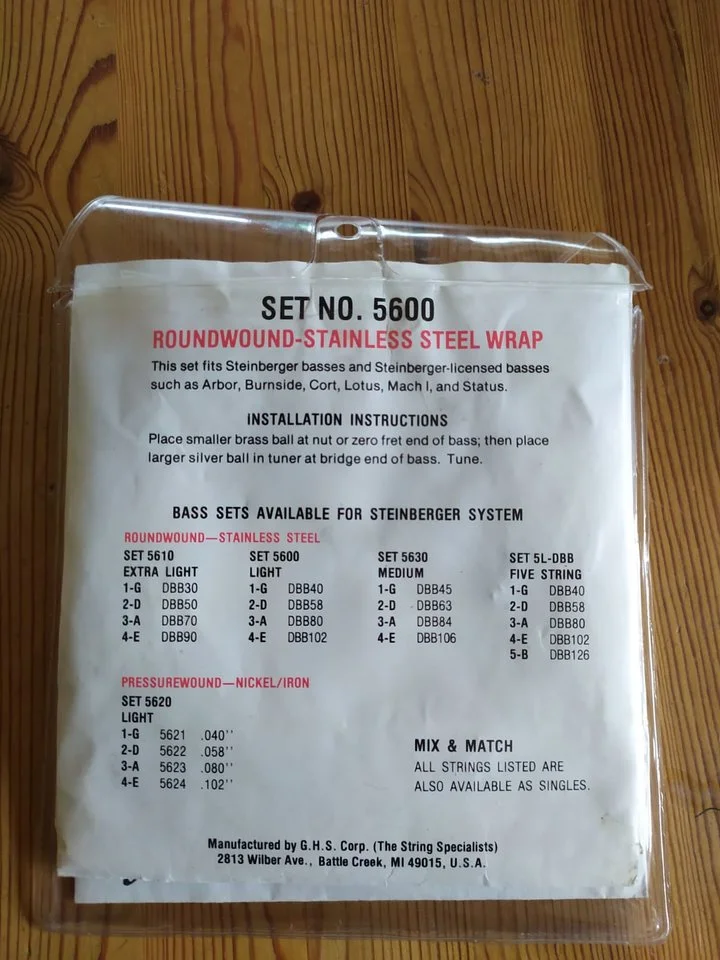 SET NO. 5600
ROUNDWOUND-STAINLESS STEEL WRAP
This set fits Steinberger basses and Steinberger-licensed basses
such as Arbor, Burnside, Cort, Lotus, Mach I, and Status.
INSTALLATION INSTRUCTIONS
Place smaller brass ball at nut or zero fret end of bass; then place
larger silver ball in tuner at bridge end of bass. Tune.
BASS SETS AVAILABLE FOR STEINBERGER SYSTEM
ROUNDWOUND—STAINLESS STEEL
SET 5610
EXTRA LIGHT
1-G DBB30
2-D DBB50
3-A DBB70
4-E DBB90
SET 5600
LIGHT
1-G DBB40
2-D DBB58
3-A DBB80
4-E DBB102
SET 5630
MEDIUM
1-G DBB45
2-D DBB63
3-A DBB84
4-E DBB106
SET 5L-DBB
FIVE STRING
1-G DBB40
2-D DBB58
3-A DBB80
4-E DBB102
5-B DBB126
PRESSUREWOUND—NICKEL/IRON
SET 5620
LIGHT
1-G 5621 .040''
2-D 5622 .058''
3-A 5623 .080''
4-E 5624 .102''
MIX & MATCH
ALL STRINGS LISTED ARE
ALSO AVAILABLE AS SINGLES.
Manufactured by G.H.S. Corp. (The String Specialists)
2813 Wilber Ave., Battle Creek, MI 49015, U.S.A.